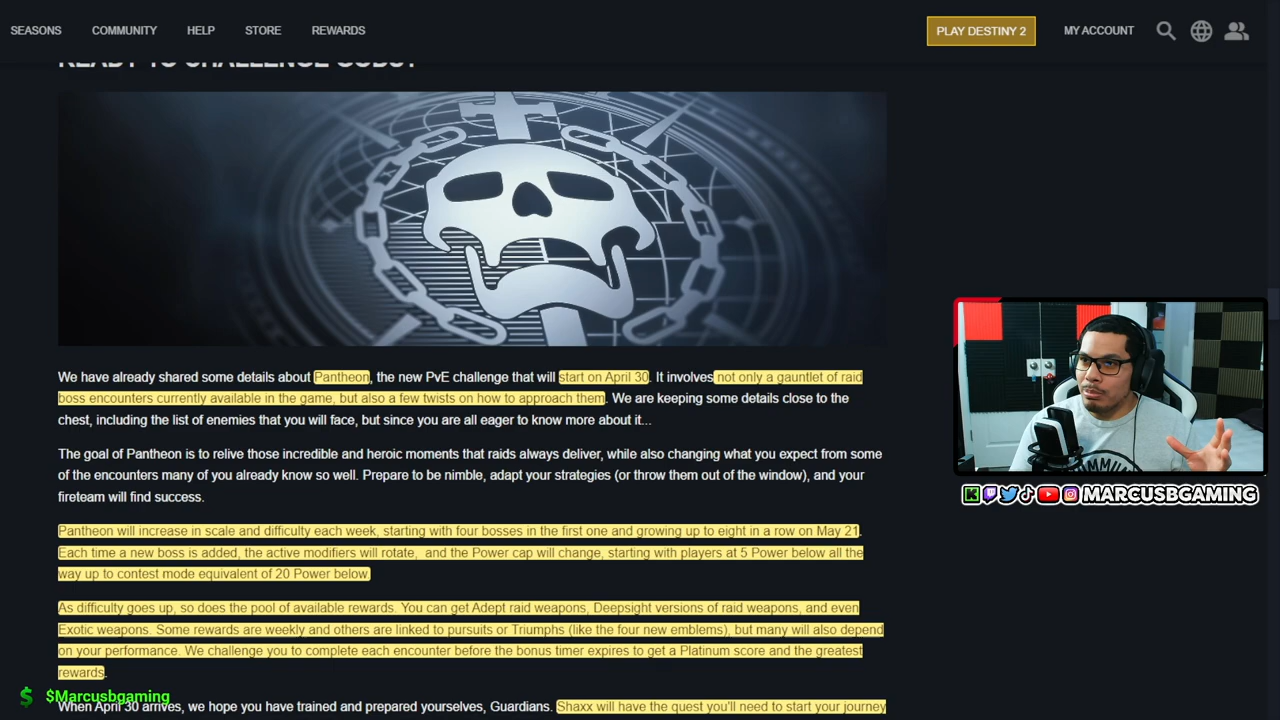 SEASONS COMMUNITY HELP STORE REWARDS PLAY DESTINY 2 MY ACCOUNT
READY TO CHALLENGE GODS?
We have already shared some details about Pantheon, the new PvE challenge that will start on April 30. It involves not only a gauntlet of raid
boss encounters currently available in the game, but also a few twists on how to approach them. We are keeping some details close to the
chest, including the list of enemies that you will face, but since you are all eager to know more about it...
The goal of Pantheon is to relive those incredible and heroic moments that raids always deliver, while also changing what you expect from some
of the encounters many of you already know so well. Prepare to be nimble, adapt your strategies (or throw them out of the window), and your
fireteam will find success.
Pantheon will increase in scale and difficulty each week, starting with four bosses in the first one and growing up to eight in a row on May 21.
Each time a new boss is added, the active modifiers will rotate, and the Power cap will change, starting with players at 5 Power below all the
way up to contest mode equivalent of 20 Power below.
As difficulty goes up, so does the pool of available rewards. You can get Adept raid weapons, Deepsight versions of raid weapons, and even
Exotic weapons. Some rewards are weekly and others are linked to pursuits or Triumphs (like the four new emblems), but many will also depend
on your performance. We challenge you to complete each encounter before the bonus timer expires to get a Platinum score and the greatest
rewards.
When April 30 arrives, we hope you have trained and prepared yourselves, Guardians. Shaxx will have the quest you'll need to start your journey
$ $Marcusbgaming
MARCUSBGAMING